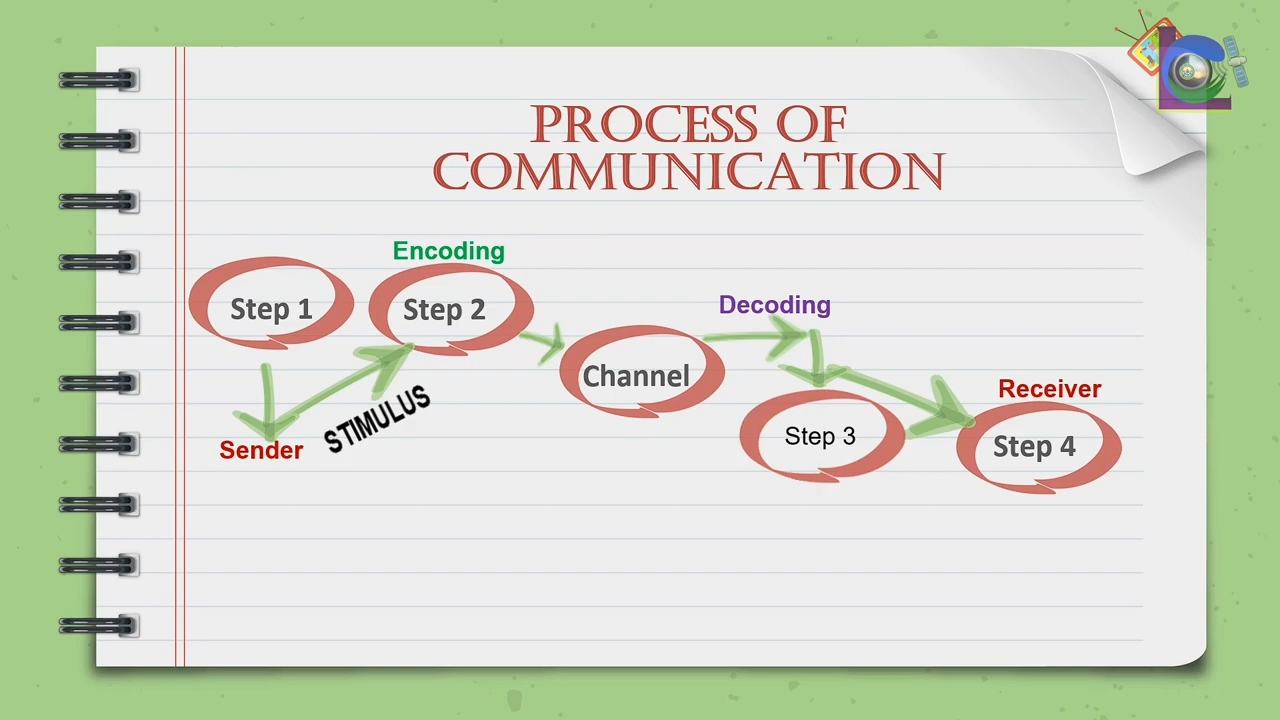 PROCESS OF
COMMUNICATION
Encoding
Step 1
Step 2
Decoding
Channel
Receiver
STIMULUS
Sender
Step 3
Step 4